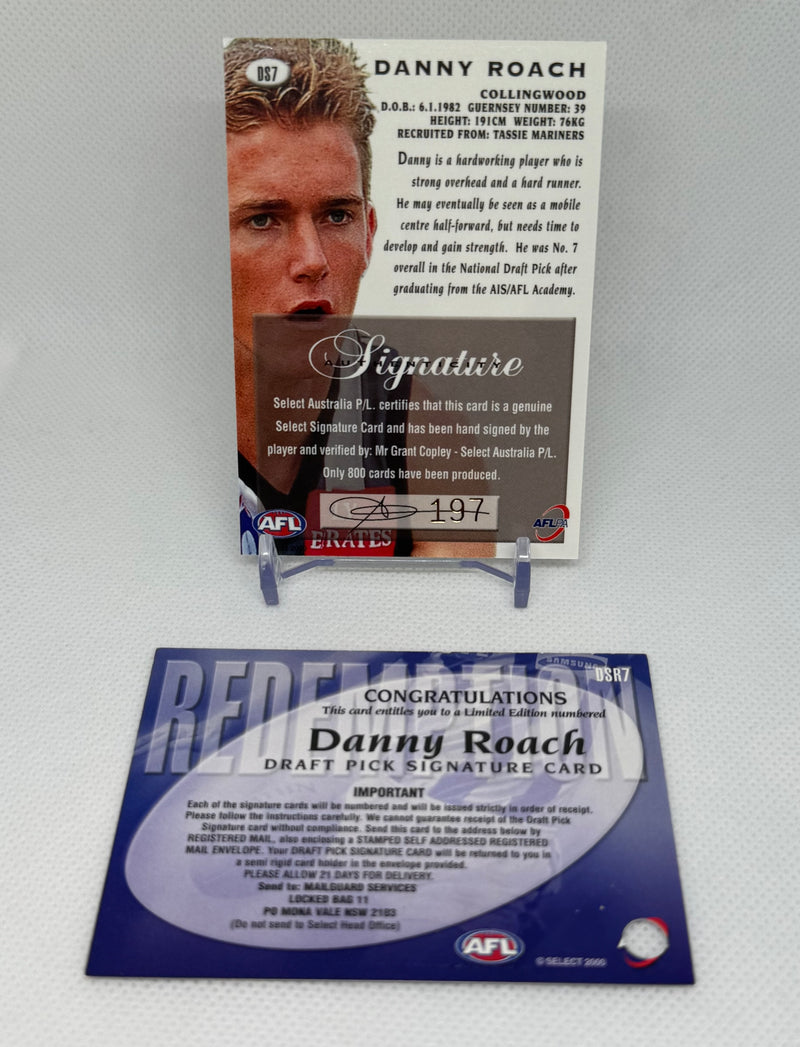 DS7
DANNY ROACH
COLLINGWOOD
D.O.B.: 6.1.1982 GUERNSEY NUMBER: 39
HEIGHT: 191CM WEIGHT: 76KG
RECRUITED FROM: TASSIE MARINERS
Danny is a hardworking player who is
strong overhead and a hard runner.
He may eventually be seen as a mobile
centre half-forward, but needs time to
develop and gain strength. He was No. 7
overall in the National Draft Pick after
graduating from the AIS/AFL Academy.
Signature
AUTHENTICITY
Select Australia P/L. certifies that this card is a genuine
Select Signature Card and has been hand signed by the
player and verified by: Mr Grant Copley - Select Australia P/L.
Only 800 cards have been produced.
197
AFL
AFLPA
ERATES
REDEMPTION
SAMSUNG
DSR7
CONGRATULATIONS
This card entitles you to a Limited Edition numbered
Danny Roach
DRAFT PICK SIGNATURE CARD
IMPORTANT
Each of the signature cards will be numbered and will be issued strictly in order of receipt.
Please follow the instructions carefully. We cannot guarantee receipt of the Draft Pick
Signature card without compliance. Send this card to the address below by
REGISTERED MAIL, also enclosing a STAMPED SELF ADDRESSED REGISTERED
MAIL ENVELOPE. Your DRAFT PICK SIGNATURE CARD will be returned to you in
a semi rigid card holder in the envelope provided.
PLEASE ALLOW 21 DAYS FOR DELIVERY.
Send to: MAILGUARD SERVICES
LOCKED BAG 11
PO MONA VALE NSW 2103
(Do not send to Select Head Office)
AFL
© SELECT 2000